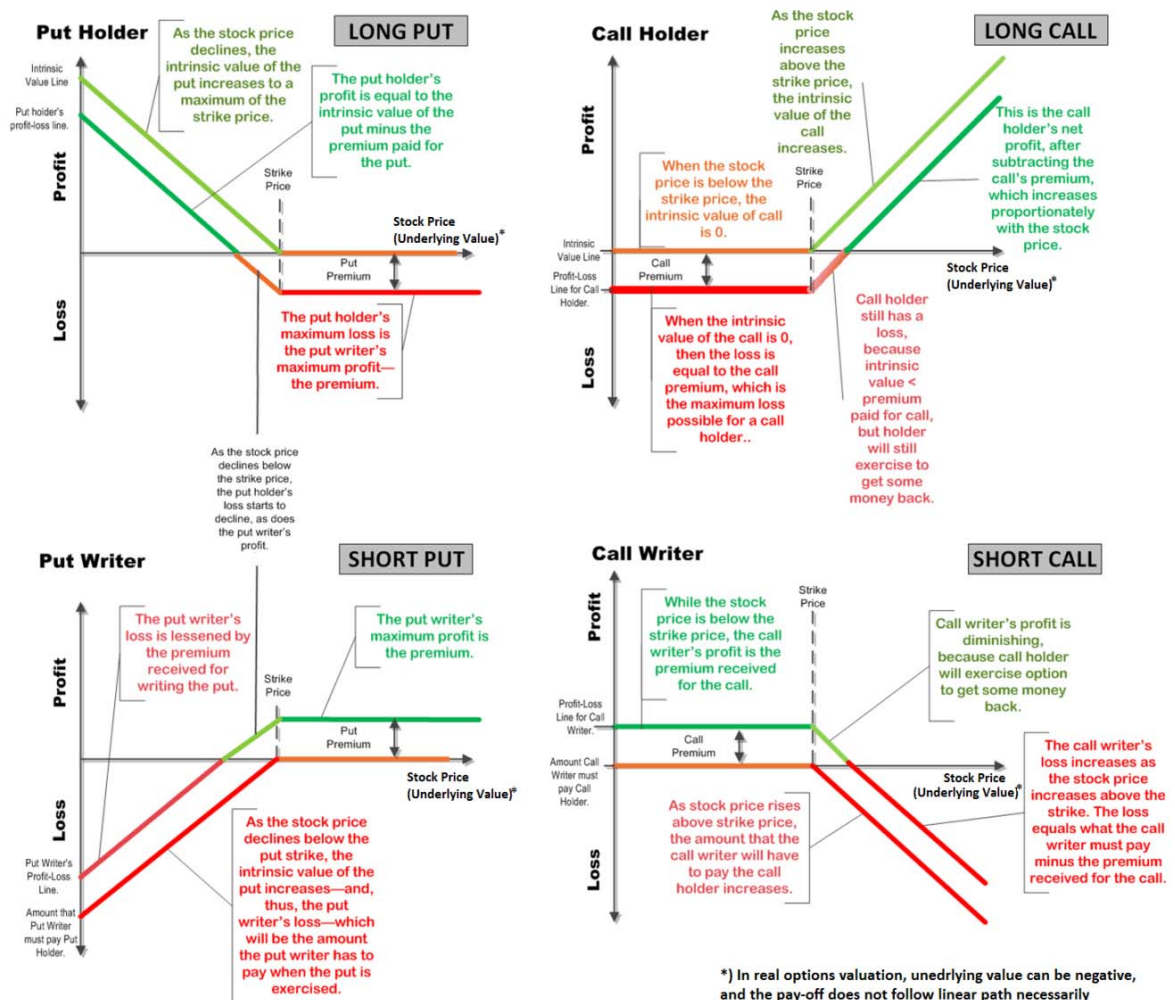 Put Holder
LONG PUT
As the stock price
declines, the
intrinsic value of the
put increases to a
maximum of the
strike price.
Intrinsic
Value Line
Put holder's
profit-loss line.
The put holder's
profit is equal to the
intrinsic value of the
put minus the
premium paid for
the put.
Profit
Loss
Strike
Price
Stock Price
(Underlying Value)*
Put
Premium
The put holder's
maximum loss is
the put writer's
maximum profit—
the premium.
As the stock price
declines below
the strike price,
the put holder's
loss starts to
decline, as does
the put writer's
profit.
Call Holder
LONG CALL
As the
stock
price
increases
above the
strike price,
the intrinsic
value of the
call
increases.
This is the call
holder's net
profit, after
subtracting the
call's premium,
which increases
proportionately
with the stock
price.
Profit
Loss
When the stock
price is below the
strike price, the
intrinsic value of call
is 0.
Strike
Price
Intrinsic
Value Line
Profit-Loss
Line for Call
Holder.
Call
Premium
Stock Price
(Underlying Value)*
When the intrinsic
value of the call is 0,
then the loss is
equal to the call
premium, which is
the maximum loss
possible for a call
holder..
Call holder
still has a
loss,
because
intrinsic
value <
premium
paid for call,
but holder
will still
exercise to
get some
money back.
Put Writer
SHORT PUT
The put writer's
loss is lessened by
the premium
received for
writing the put.
The put writer's
maximum profit is
the premium.
Profit
Loss
Strike
Price
Put
Premium
Stock Price
(Underlying Value)*
Put Writer's
Profit-Loss
Line.
Amount that
Put Writer
must pay Put
Holder.
As the stock price
declines below the
put strike, the
intrinsic value of the
put increases—and,
thus, the put
writer's loss—which
will be the amount
the put writer has to
pay when the put is
exercised.
Call Writer
SHORT CALL
While the stock
price is below the
strike price, the call
writer's profit is the
premium received
for the call.
Strike
Price
Call writer's profit is
diminishing,
because call holder
will exercise option
to get some money
back.
Profit
Loss
Profit-Loss
Line for Call
Writer.
Call
Premium
Amount Call
Writer must
pay Call
Holder.
Stock Price
(Underlying Value)*
As stock price rises
above strike price,
the amount that the
call writer will have
to pay the call
holder increases.
The call writer's
loss increases as
the stock price
increases above the
strike. The loss
equals what the call
writer must pay
minus the premium
received for the call.
*) In real options valuation, unedrlying value can be negative,
and the pay-off does not follow linear path necessarily